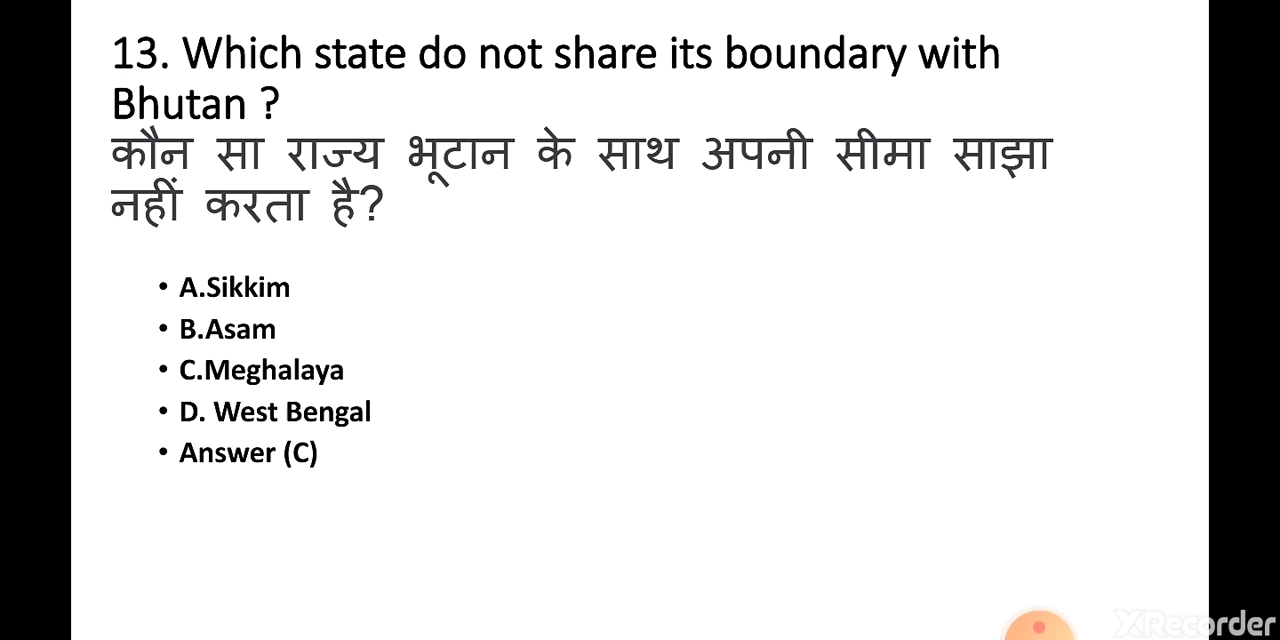 13. Which state do not share its boundary with
Bhutan ?
कौन सा राज्य भूटान के साथ अपनी सीमा साझा
नहीं करता है?
• A.Sikkim
• B.Asam
• C.Meghalaya
• D. West Bengal
• Answer (C)
XRecorder